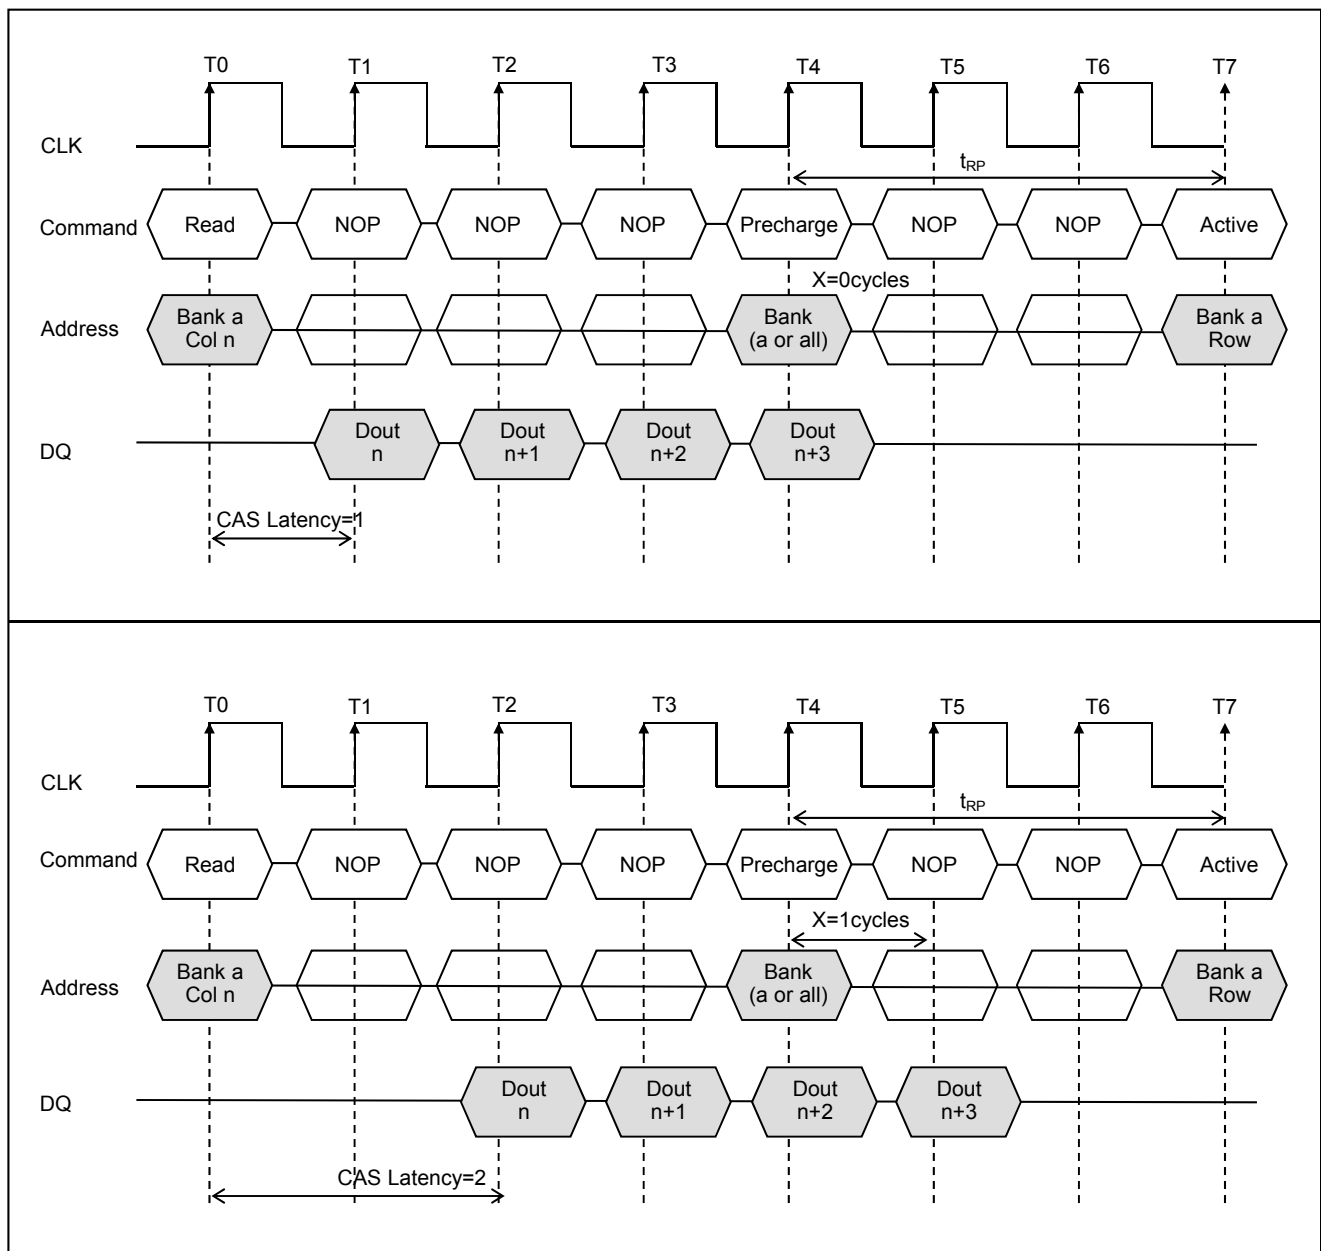 T0 T1 T2 T3 T4 T5 T6 T7
CLK
tRP
Command Read NOP NOP NOP Precharge NOP NOP Active
X=0cycles
Address Bank a Bank Bank a
Col n (a or all) Row
DQ Dout Dout Dout Dout
n n+1 n+2 n+3
CAS Latency=1
T0 T1 T2 T3 T4 T5 T6 T7
CLK
tRP
Command Read NOP NOP NOP Precharge NOP NOP Active
X=1cycles
Address Bank a Bank Bank a
Col n (a or all) Row
DQ Dout Dout Dout Dout
n n+1 n+2 n+3
CAS Latency=2